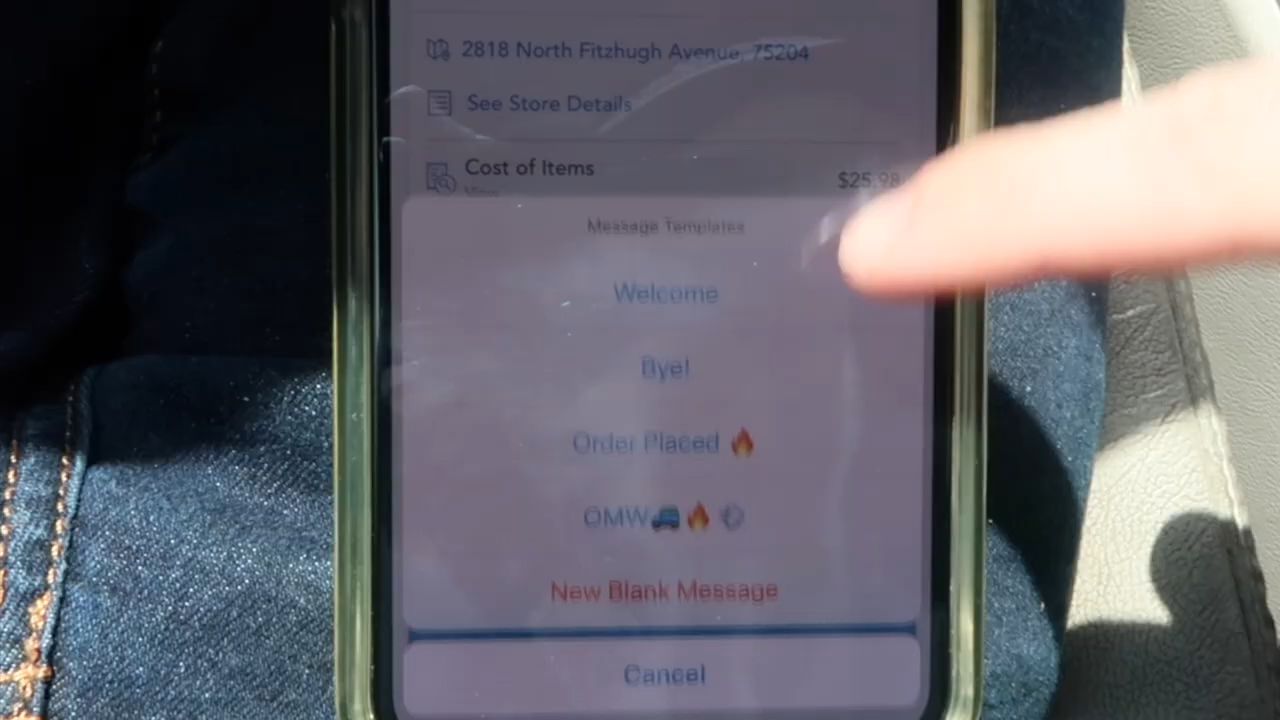 2818 North Fitzhugh Avenue, 75204
See Store Details
Cost of Items
$25.98
View
Message Templates
Welcome
Bye!
Order Placed 🔥
OMW🚙🔥💨
New Blank Message
Cancel